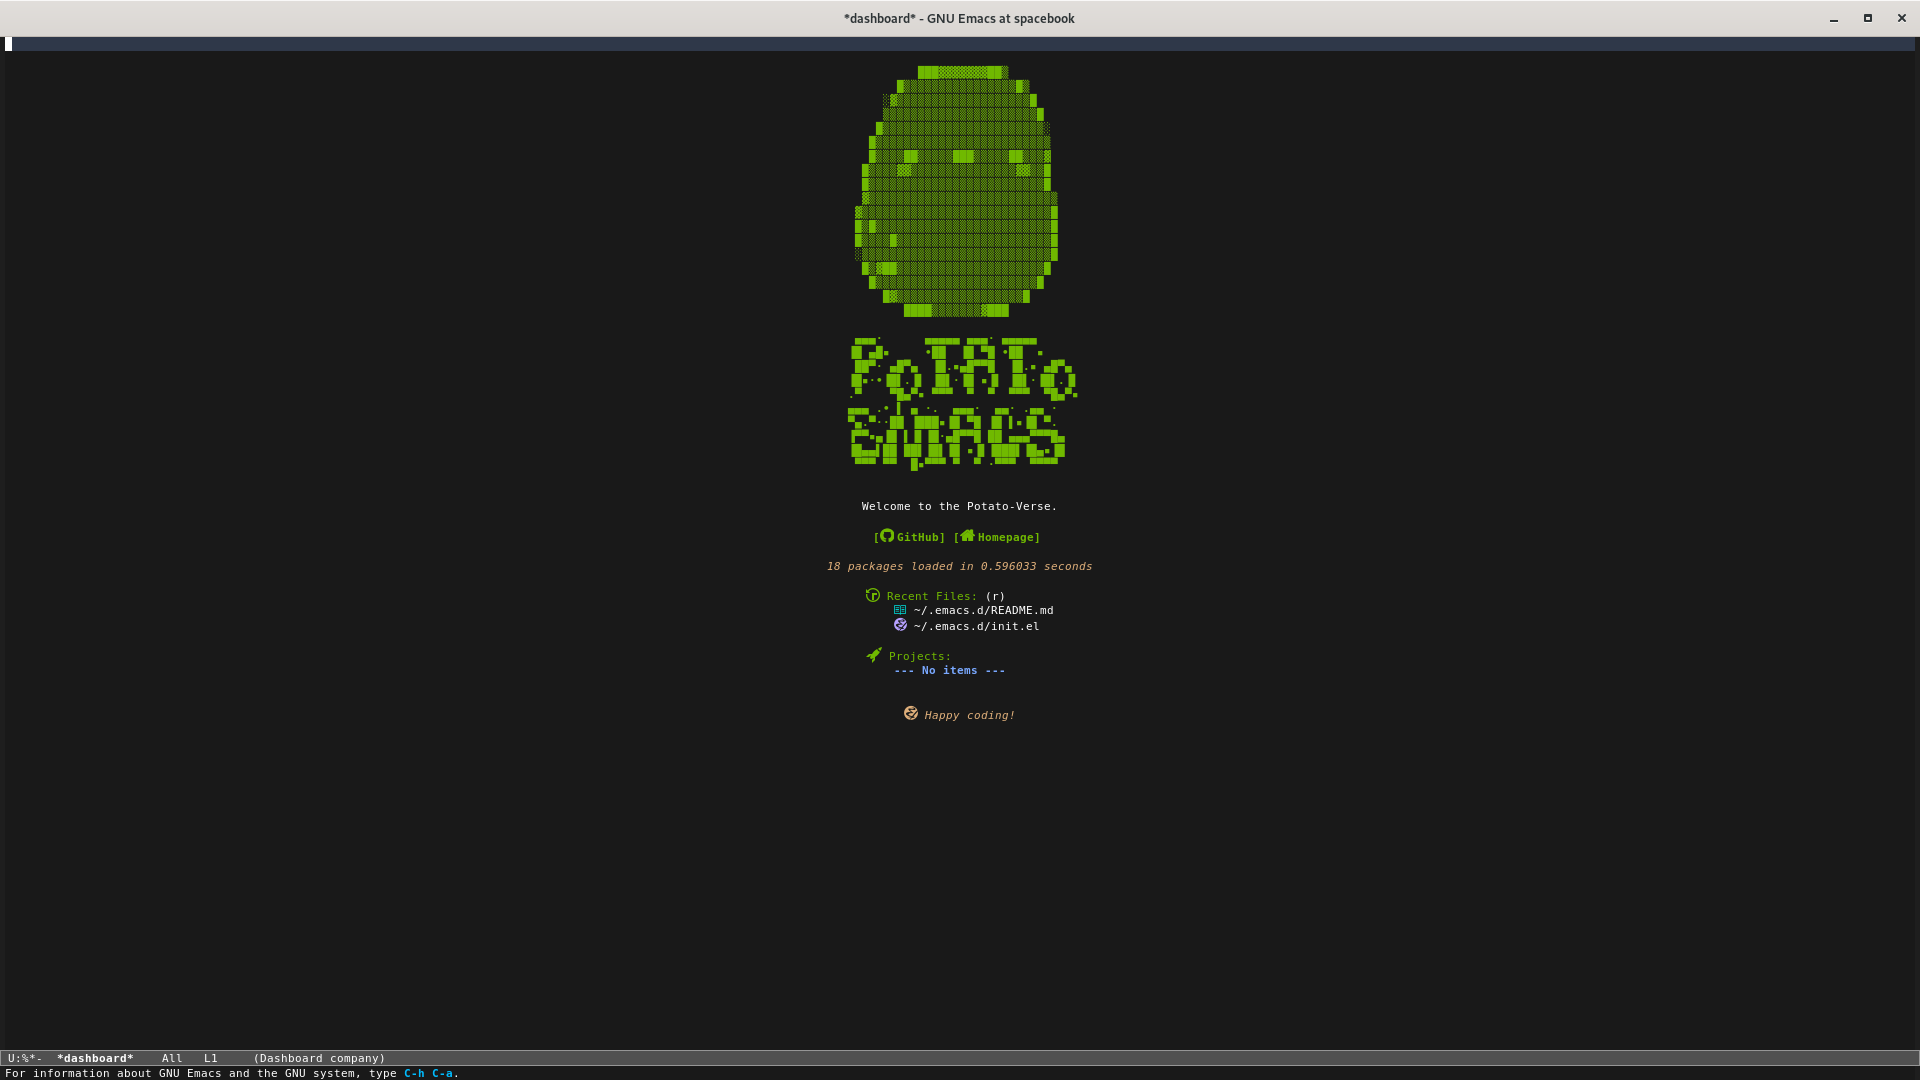 *dashboard* - GNU Emacs at spacebook
PoTATo
EMACS
Welcome to the Potato-Verse.
[GitHub] [Homepage]
18 packages loaded in 0.596033 seconds
Recent Files: (r)
~/.emacs.d/README.md
~/.emacs.d/init.el
Projects:
--- No items ---
Happy coding!
U:%*-  *dashboard*    All   L1     (Dashboard company)
For information about GNU Emacs and the GNU system, type C-h C-a.